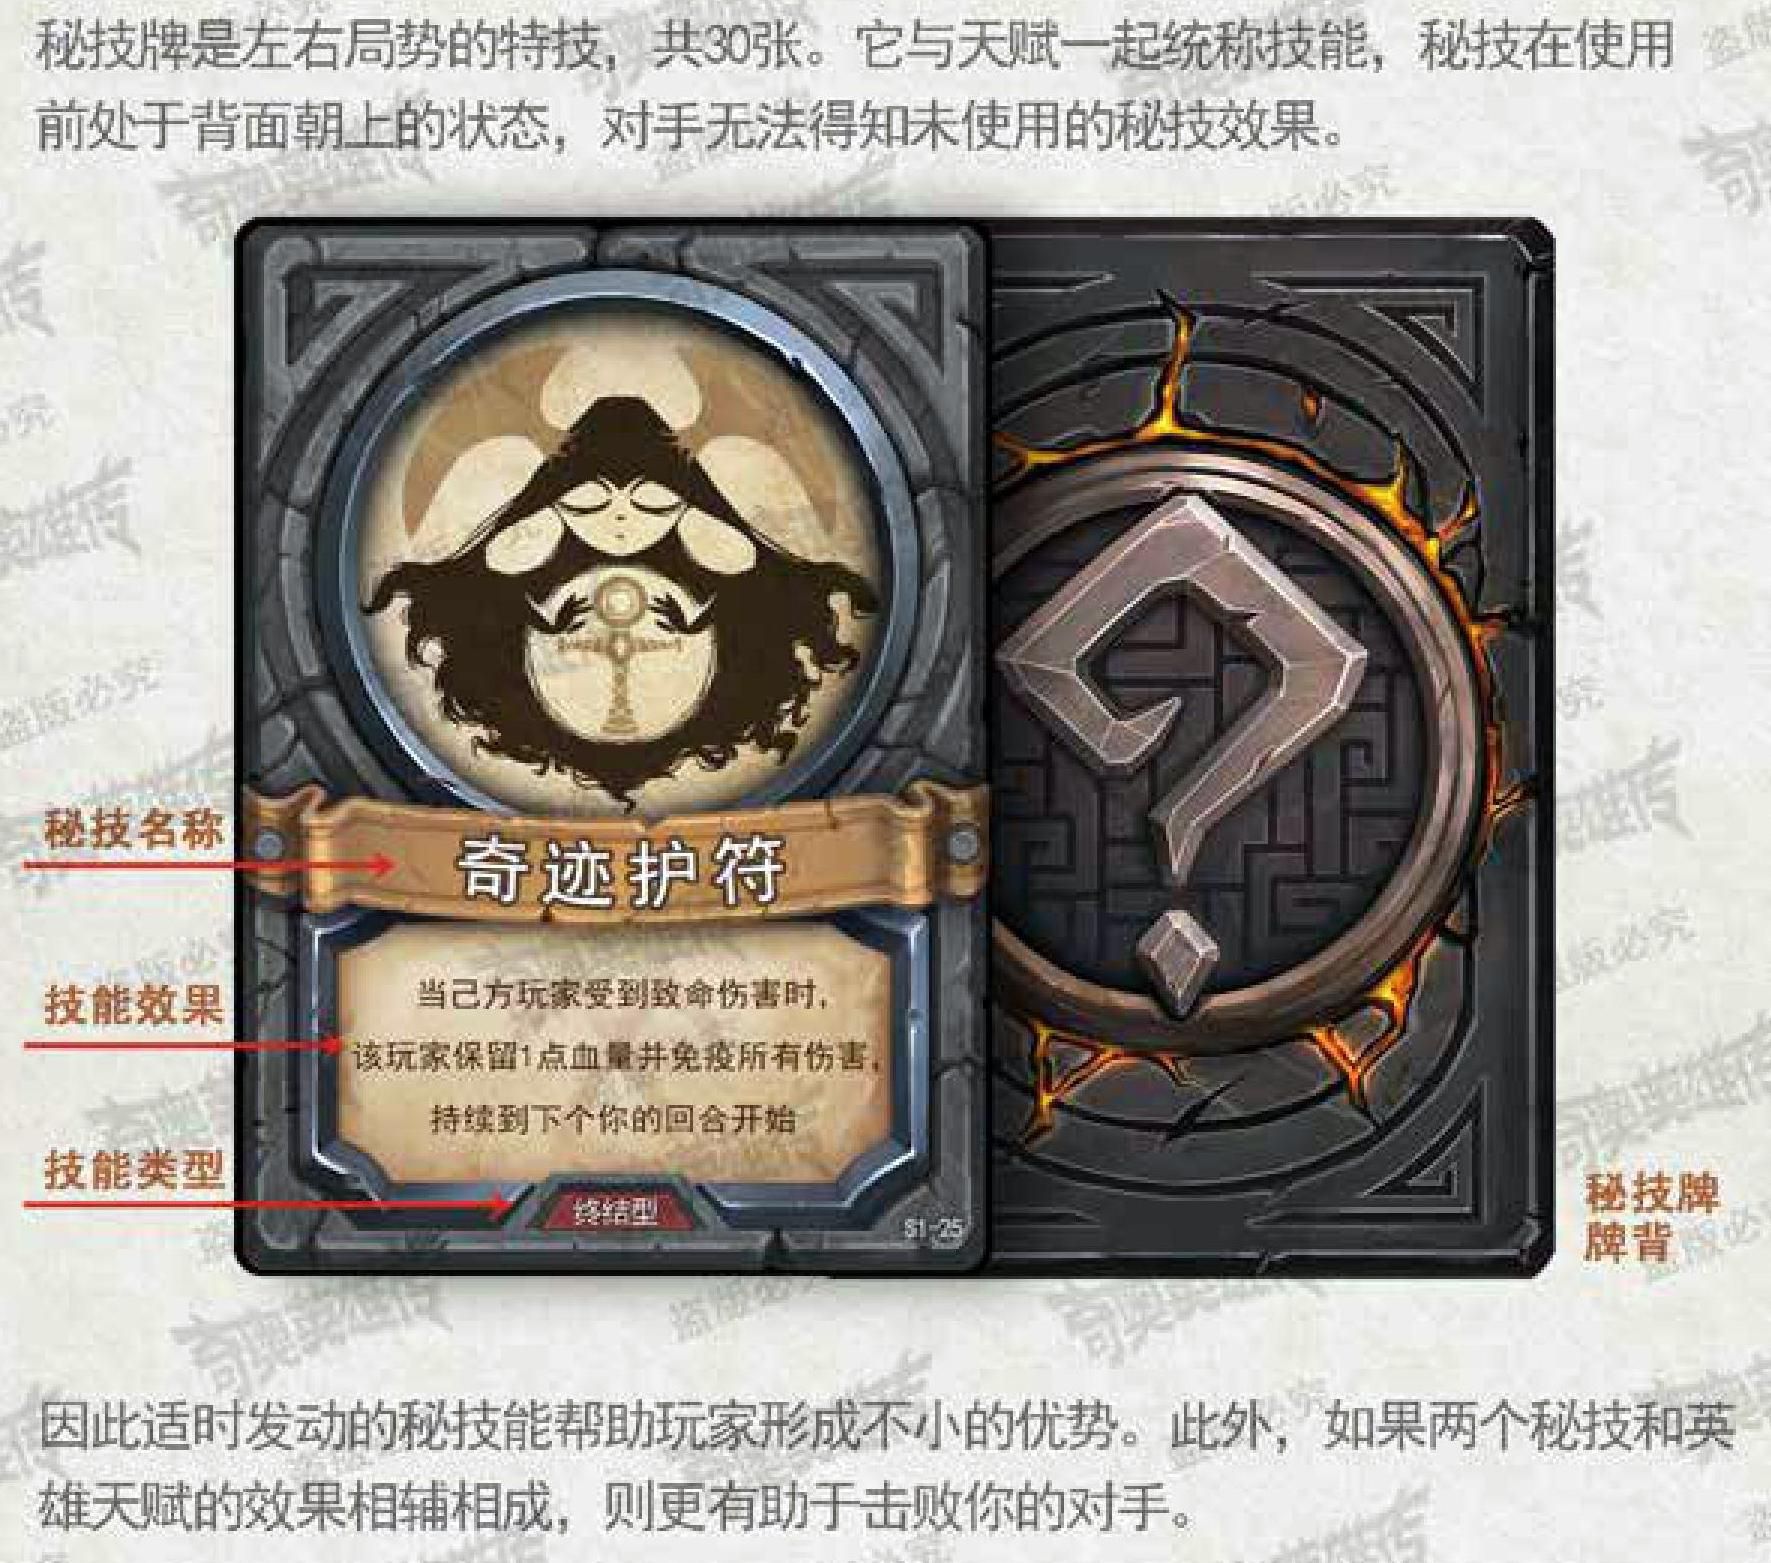 秘技牌是左右局势的特技，共30张。它与天赋一起统称技能，秘技在使用
前处于背面朝上的状态，对手无法得知未使用的秘技效果。
秘技名称
奇迹护符
技能效果
当己方玩家受到致命伤害时，
该玩家保留1点血量并免疫所有伤害，
持续到下个你的回合开始
技能类型
终结型
S1-25
秘技牌
牌背
因此适时发动的秘技能帮助玩家形成不小的优势。此外，如果两个秘技和英
雄天赋的效果相辅相成，则更有助于击败你的对手。
盗版必究